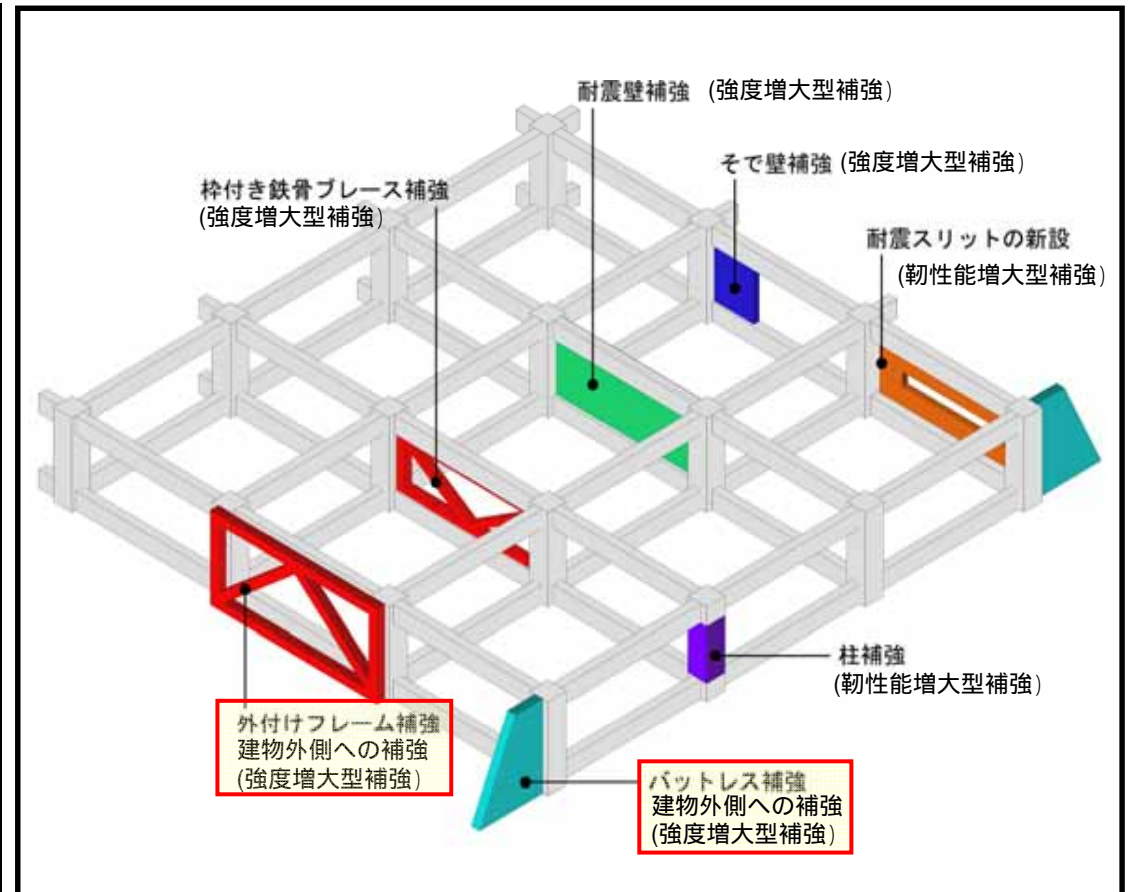 耐震壁補強 (強度増大型補強)
そで壁補強 (強度増大型補強)
枠付き鉄骨ブレース補強
(強度増大型補強)
耐震スリットの新設
(靭性能増大型補強)
柱補強
(靭性能増大型補強)
外付けフレーム補強
建物外側への補強
(強度増大型補強)
バットレス補強
建物外側への補強
(強度増大型補強)